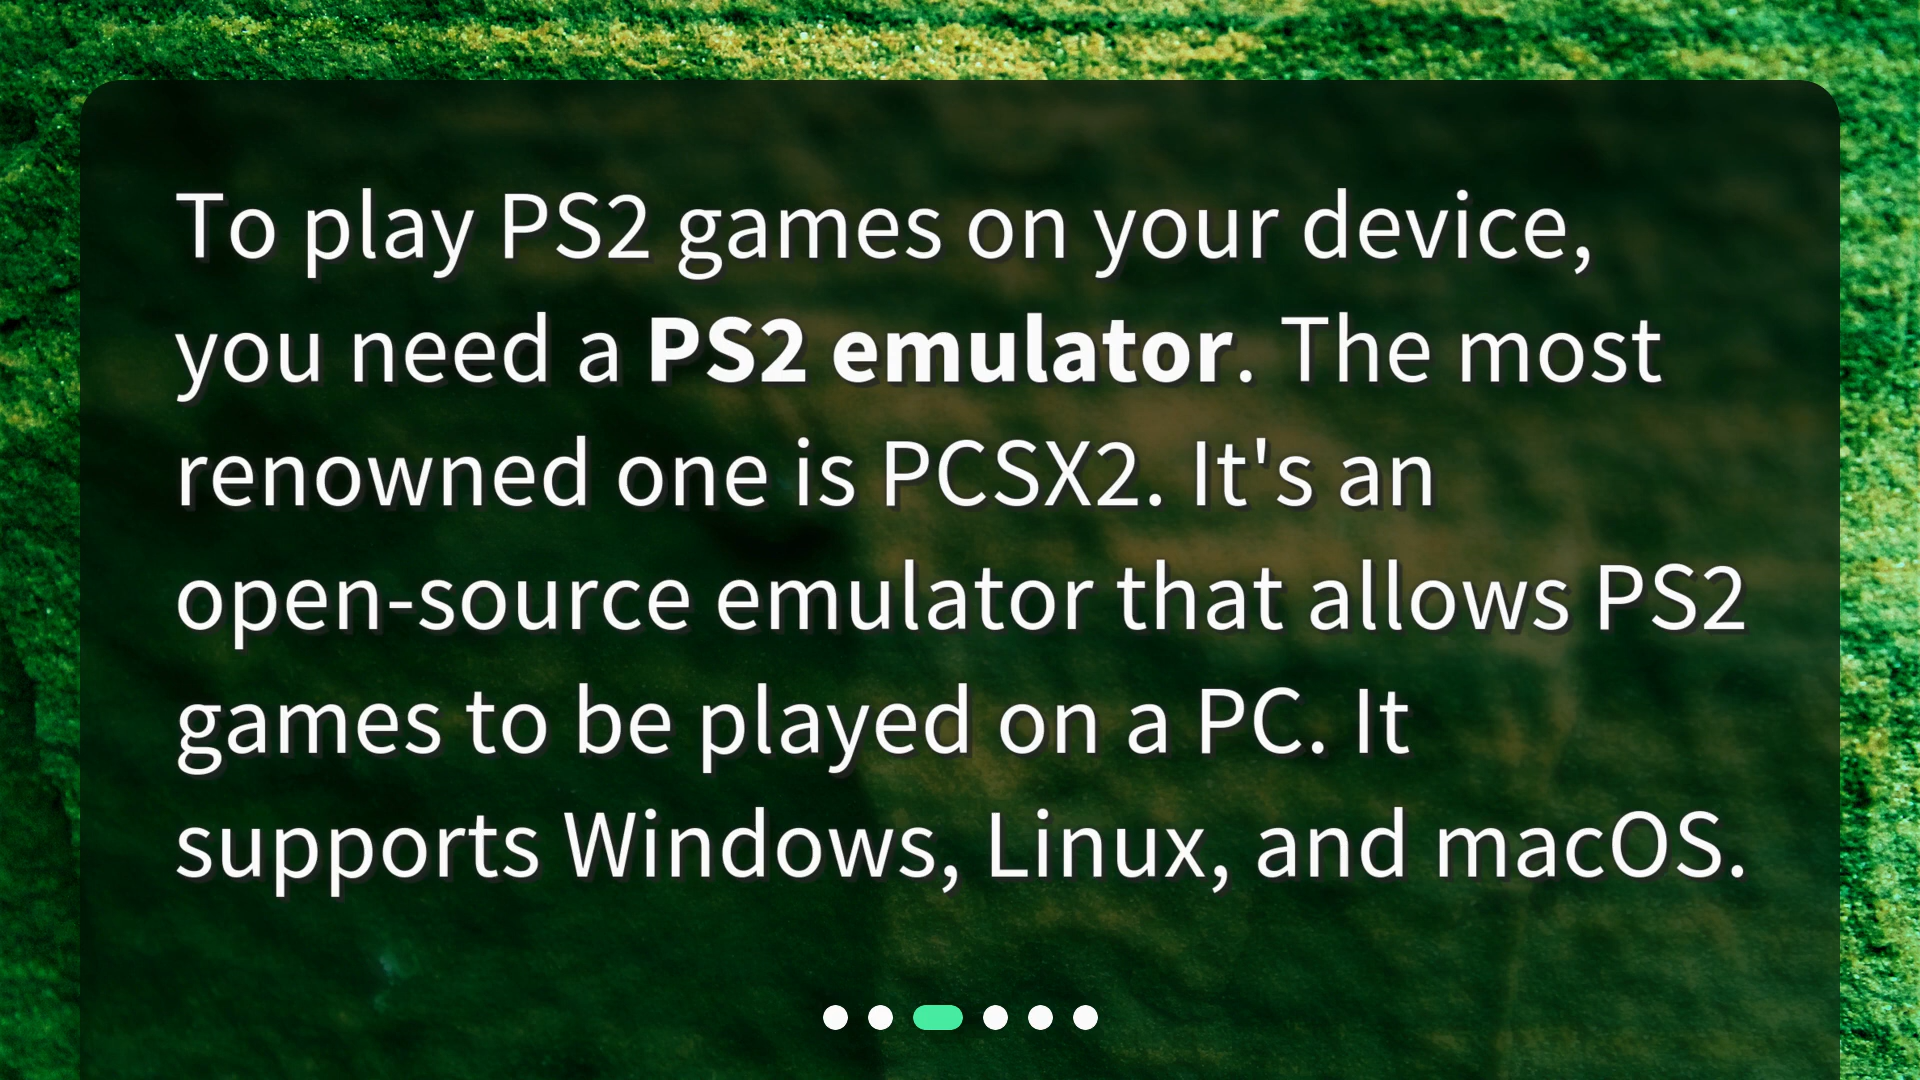 To play PS2 games on your device,
you need a PS2 emulator. The most
renowned one is PCSX2. It's an
open-source emulator that allows PS2
games to be played on a PC. It
supports Windows, Linux, and macOS.